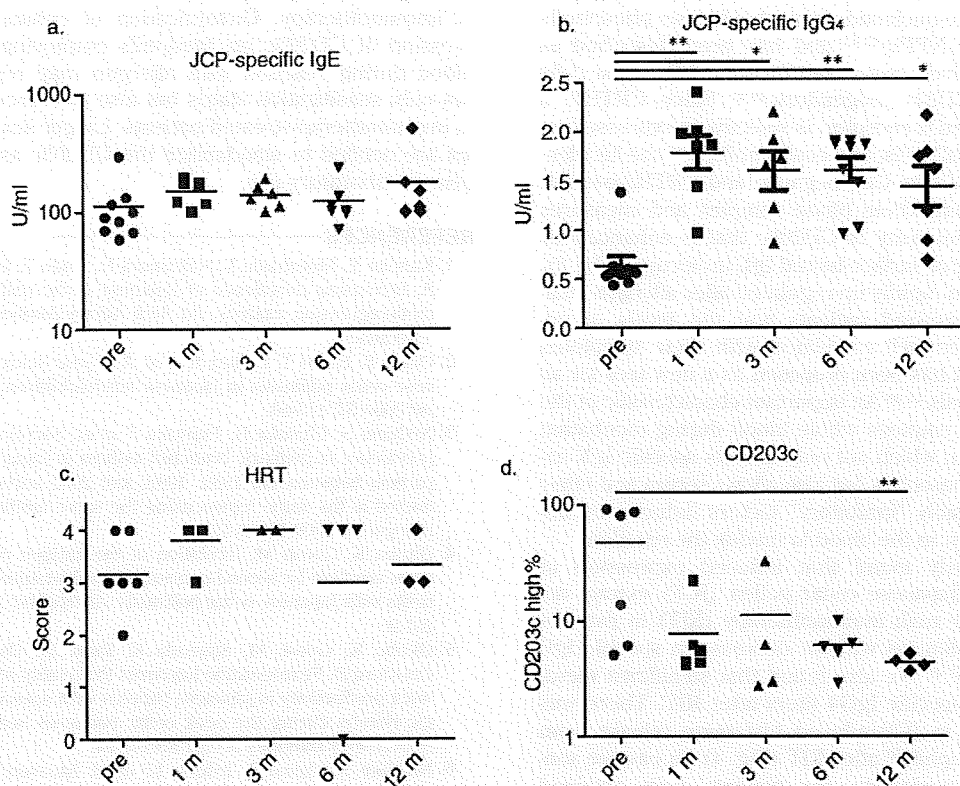 a.
JCP-specific IgE
1000
100
10
U/ml
pre
1 m
3 m
6 m
12 m
b.
JCP-specific IgG4
**
*
**
*
2.5
2.0
1.5
1.0
0.5
0.0
U/ml
pre
1 m
3 m
6 m
12 m
c.
HRT
4
3
2
1
0
Score
pre
1 m
3 m
6 m
12 m
d.
CD203c
**
100
10
1
CD203c high%
pre
1 m
3 m
6 m
12 m